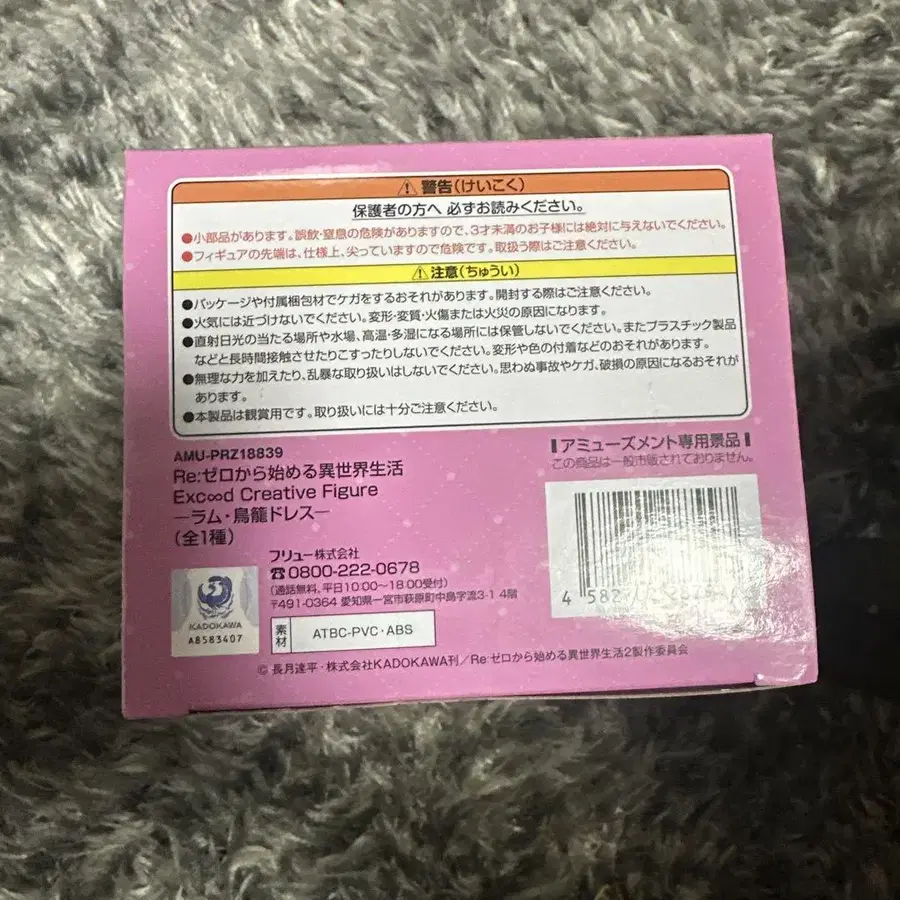 警告(けいこく)
保護者の方へ 必ずお読みください。
●小部品があります。誤飲・窒息の危険がありますので、3才未満のお子様には絶対に与えないでください。
●フィギュアの先端は、仕様上、尖っていますので危険です。取扱う際はご注意ください。
注意(ちゅうい)
●パッケージや付属梱包材でケガをするおそれがあります。開封する際はご注意ください。
●火気には近づけないでください。変形・変質・火傷または火災の原因になります。
●直射日光の当たる場所や水場、高温・多湿になる場所には保管しないでください。またプラスチック製品
などと長時間接触させたりこすったりしないでください。変形や色の付着などのおそれがあります。
●無理な力を加えたり、乱暴な取り扱いはしないでください。思わぬ事故やケガ、破損の原因になるおそれが
あります。
●本製品は観賞用です。取り扱いには十分ご注意ください。
AMU-PRZ18839
Re:ゼロから始める異世界生活
Exc∞d Creative Figure
―ラム・鳥籠ドレス―
(全1種)
アミューズメント専用景品
この商品は一般市販されておりません。
フリュー株式会社
☎0800-222-0678
(通話無料、平日10:00～18:00受付)
〒491-0364 愛知県一宮市萩原町中島字流3-1 4階
KADOKAWA
A8583407
素材
ATBC-PVC・ABS
4 582
© 長月達平・株式会社KADOKAWA刊／Re:ゼロから始める異世界生活2製作委員会